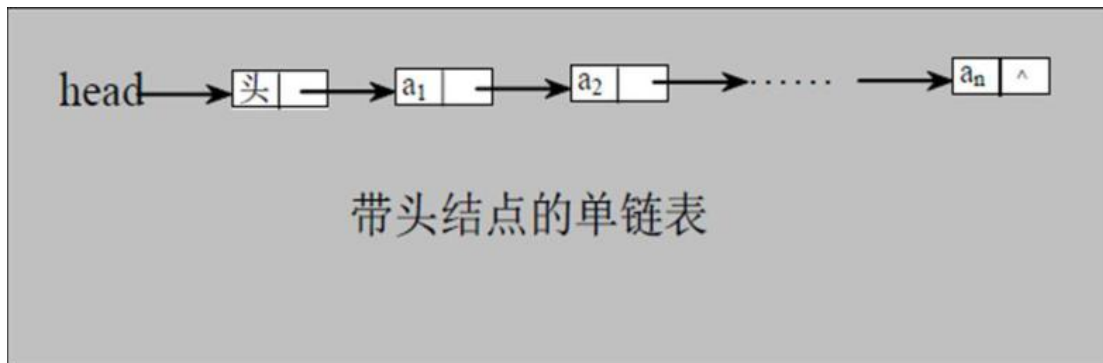 head 头 a₁ a₂ ...... aₙ ^
带头结点的单链表